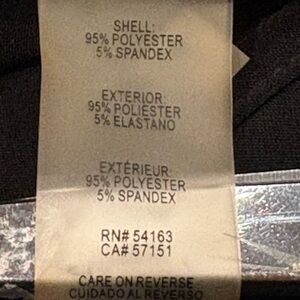 SHELL:
95% POLYESTER
5% SPANDEX
EXTERIOR:
95% POLIESTER
5% ELASTANO
EXTÉRIEUR:
95% POLYESTER
5% SPANDEX
RN# 54163
CA# 57151
CARE ON REVERSE
CUIDADO AL REVERSO